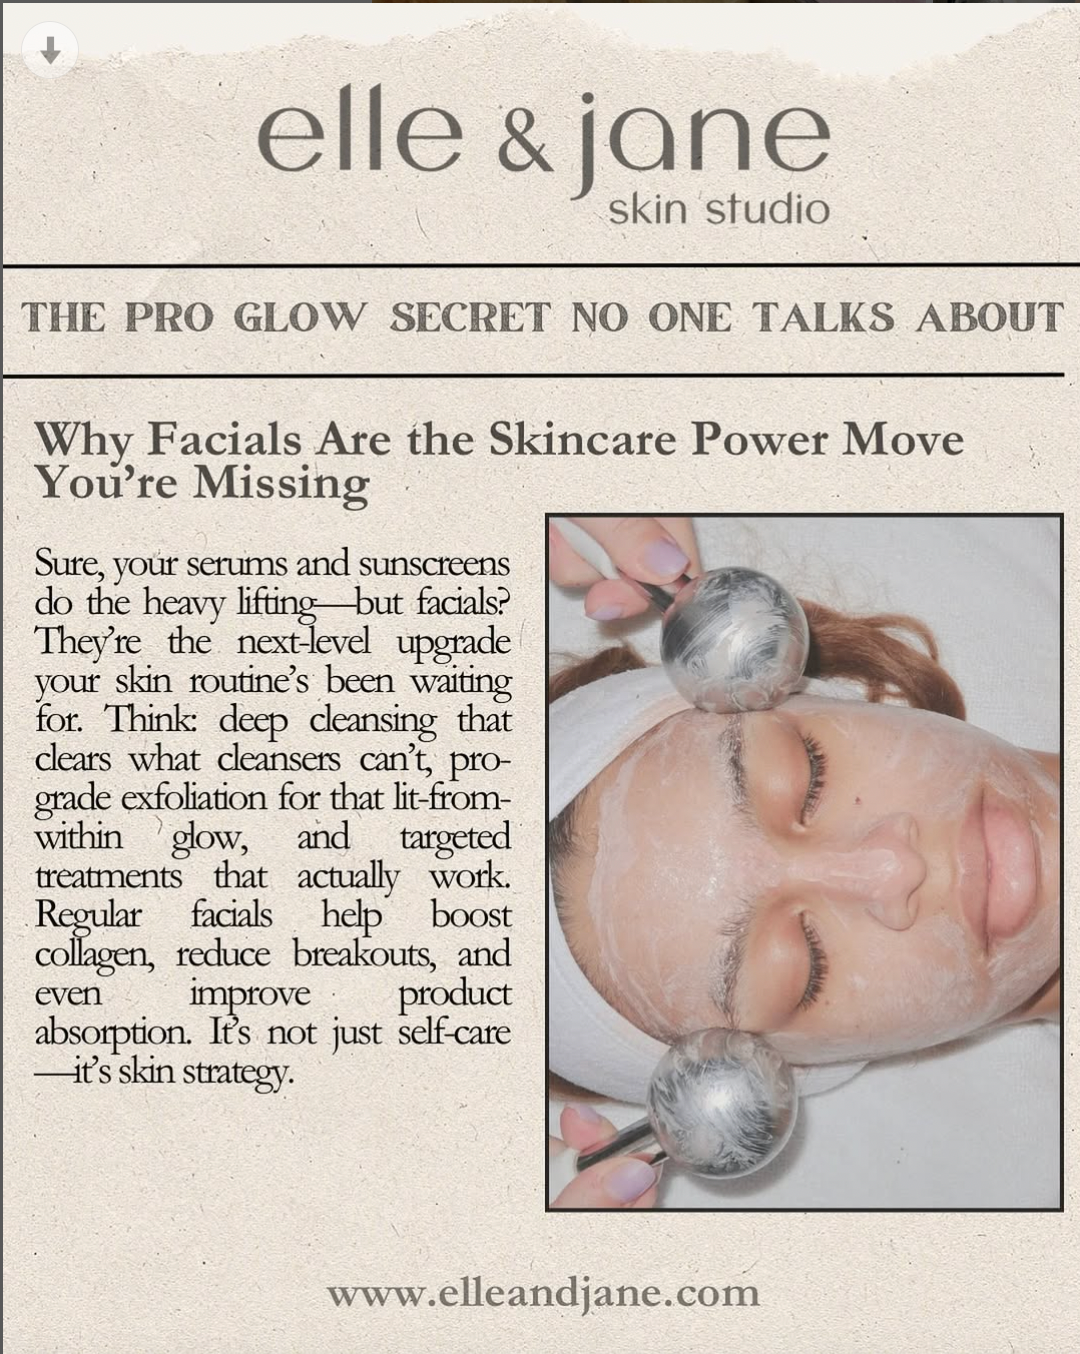 elle & jane
skin studio
THE PRO GLOW SECRET NO ONE TALKS ABOUT
Why Facials Are the Skincare Power Move
You're Missing
Sure, your serums and sunscreens
do the heavy lifting—but facials?
They're the next-level upgrade
your skin routine's been waiting
for. Think: deep cleansing that
clears what cleansers can't, pro-
grade exfoliation for that lit-from-
within glow, and targeted
treatments that actually work.
Regular facials help boost
collagen, reduce breakouts, and
even improve product
absorption. It's not just self-care
—it's skin strategy.
www.elleandjane.com